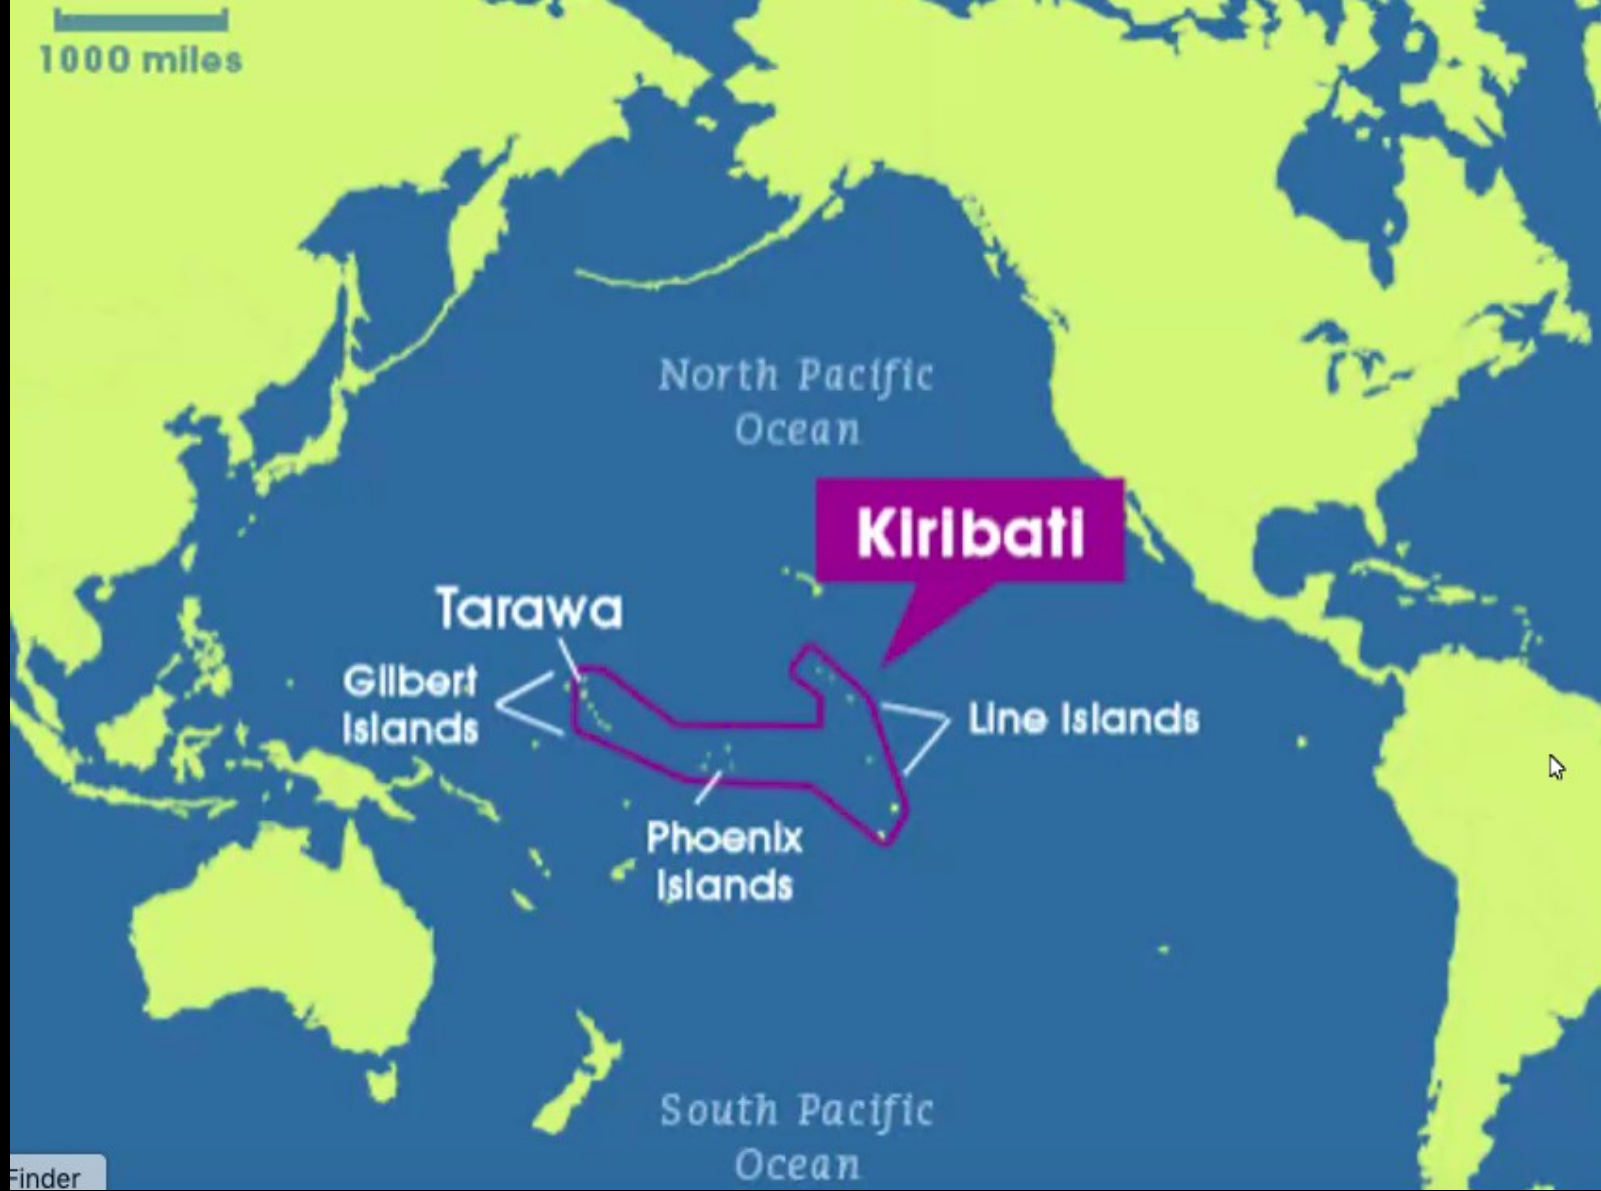 1000 miles
North Pacific
Ocean
Kiribati
Tarawa
Gilbert
Islands
Line Islands
Phoenix
Islands
South Pacific
Ocean
Finder